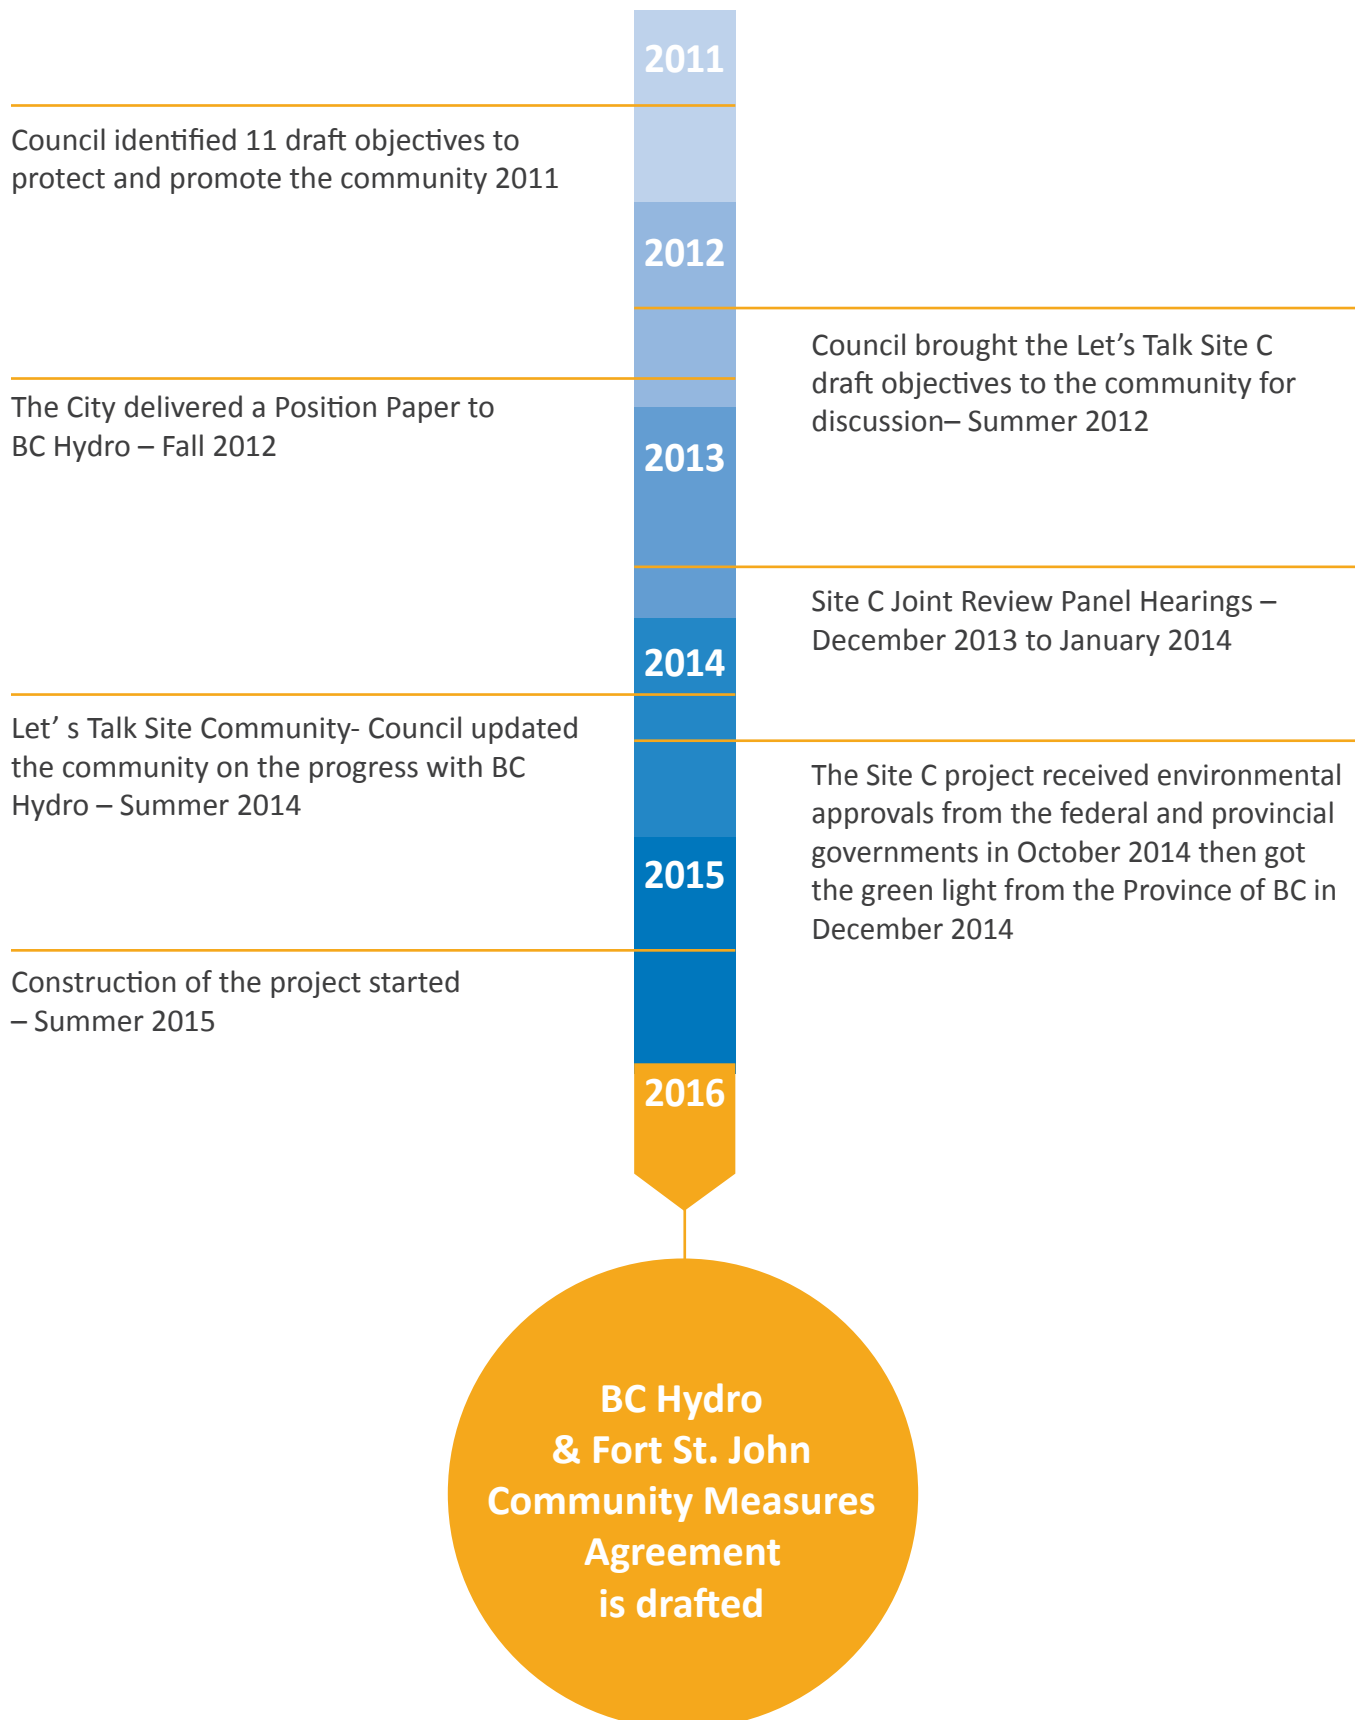 2011
Council identified 11 draft objectives to
protect and promote the community 2011
2012
Council brought the Let’s Talk Site C
draft objectives to the community for
discussion– Summer 2012
The City delivered a Position Paper to
BC Hydro – Fall 2012
2013
Site C Joint Review Panel Hearings –
December 2013 to January 2014
2014
Let’ s Talk Site Community- Council updated
the community on the progress with BC
Hydro – Summer 2014
The Site C project received environmental
approvals from the federal and provincial
governments in October 2014 then got
the green light from the Province of BC in
December 2014
2015
Construction of the project started
– Summer 2015
2016
BC Hydro
& Fort St. John
Community Measures
Agreement
is drafted